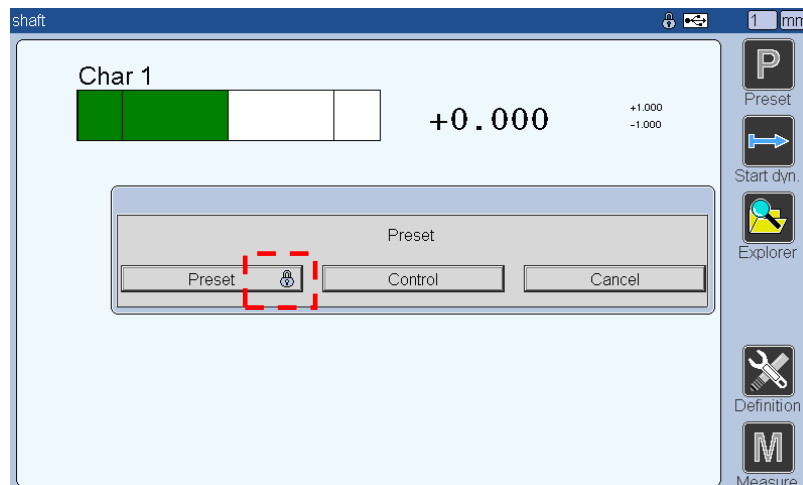 shaft
1 mm
Char 1
+0.000
+1.000
-1.000
P
Preset
Start dyn.
Explorer
Preset
Preset
Control
Cancel
Definition
M
Measure